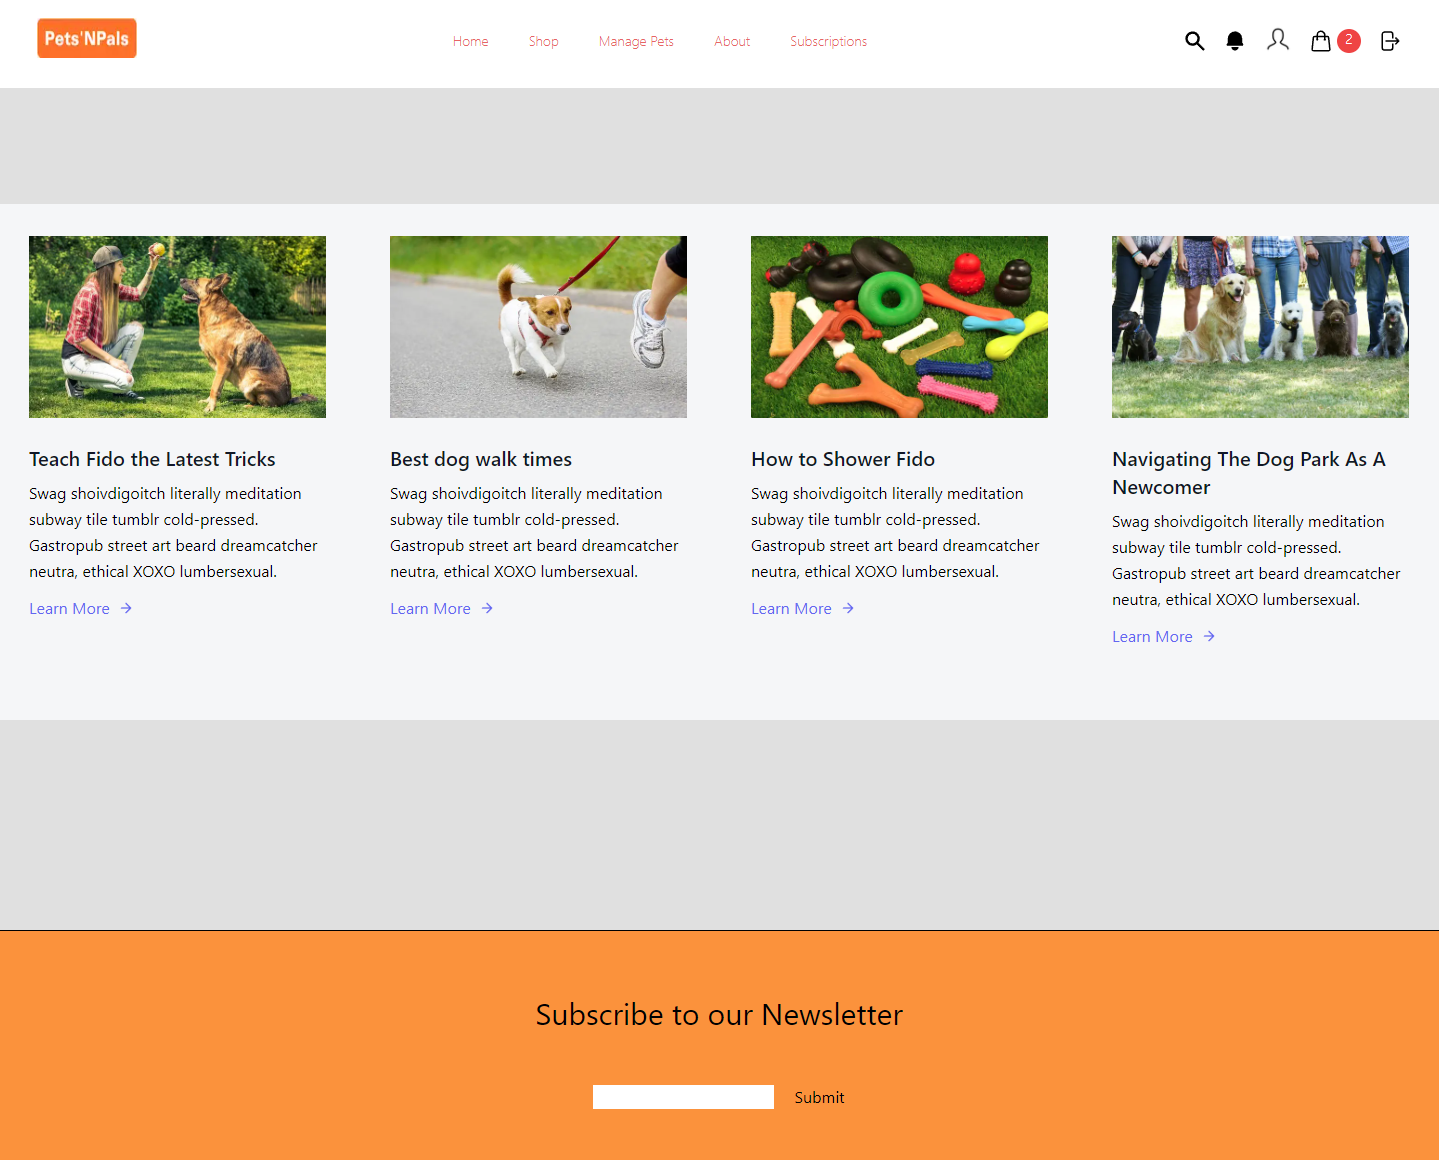 Pets'NPals
Home Shop Manage Pets About Subscriptions
2
Teach Fido the Latest Tricks
Swag shoivdigoitch literally meditation
subway tile tumblr cold-pressed.
Gastropub street art beard dreamcatcher
neutra, ethical XOXO lumbersexual.
Learn More
Best dog walk times
Swag shoivdigoitch literally meditation
subway tile tumblr cold-pressed.
Gastropub street art beard dreamcatcher
neutra, ethical XOXO lumbersexual.
Learn More
How to Shower Fido
Swag shoivdigoitch literally meditation
subway tile tumblr cold-pressed.
Gastropub street art beard dreamcatcher
neutra, ethical XOXO lumbersexual.
Learn More
Navigating The Dog Park As A
Newcomer
Swag shoivdigoitch literally meditation
subway tile tumblr cold-pressed.
Gastropub street art beard dreamcatcher
neutra, ethical XOXO lumbersexual.
Learn More
Subscribe to our Newsletter
Submit